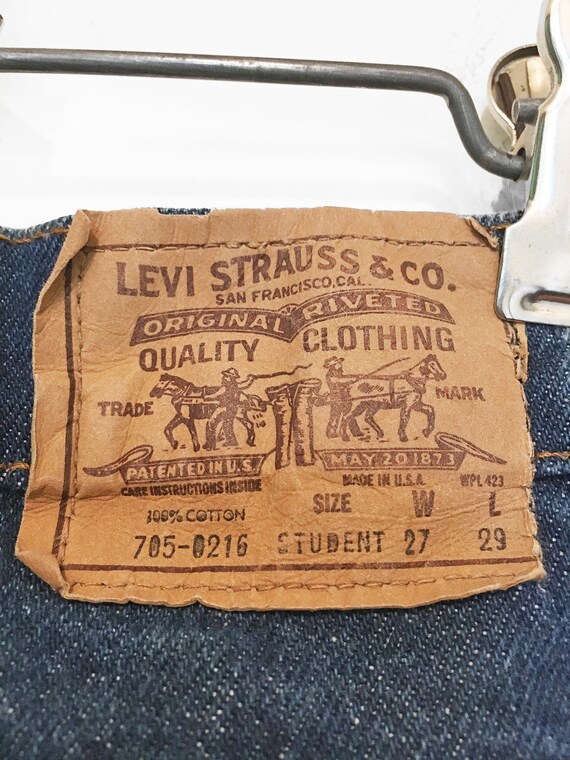 LEVI STRAUSS & CO.
SAN FRANCISCO, CAL.
ORIGINAL RIVETED
QUALITY CLOTHING
TRADE MARK
PATENTED IN U.S. MAY 20 1873
CARE INSTRUCTIONS INSIDE MADE IN U.S.A. WPL 423
100% COTTON SIZE W L
705-0216 STUDENT 27 29